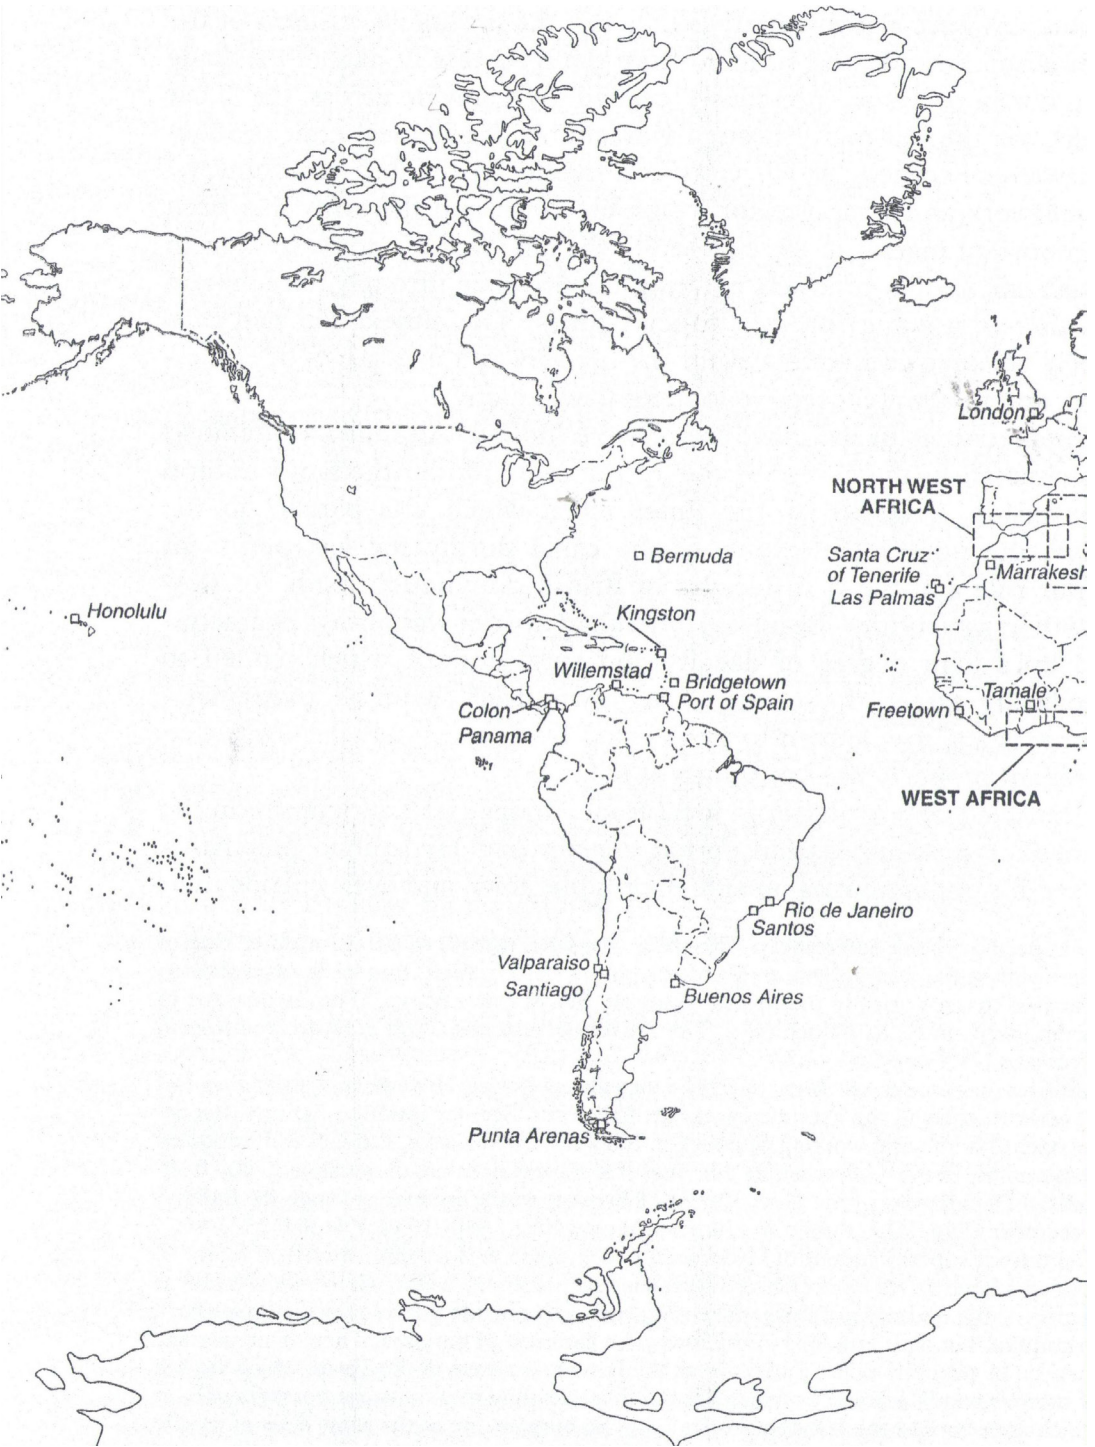 London
NORTH WEST
AFRICA
Bermuda
Santa Cruz
of Tenerife
Las Palmas
Marrakesh
Honolulu
Kingston
Willemstad
Bridgetown
Port of Spain
Colon
Panama
Freetown
Tamale
WEST AFRICA
Rio de Janeiro
Santos
Valparaiso
Santiago
Buenos Aires
Punta Arenas